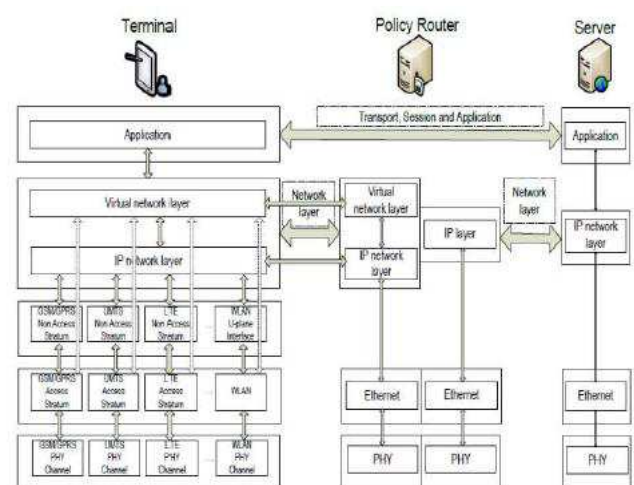 Terminal
Policy Router
Server
Transport, Session and Application
Application
Application
Virtual network layer
Network
layer
Virtual
network layer
Network
layer
IP layer
IP network
layer
IP network layer
IP network
layer
GSM/GPRS
Non Access
Stratum
UMTS
Non Access
Stratum
LTE
Non Access
Stratum
WLAN
U-plane
Interface
GSM/GPRS
Access
Stratum
UMTS
Access
Stratum
LTE
Access
Stratum
WLAN
Ethernet
Ethernet
Ethernet
GSM/GPRS
PHY
Channel
UMTS
PHY
Channel
LTE
PHY
Channel
WLAN
PHY
Channel
PHY
PHY
PHY